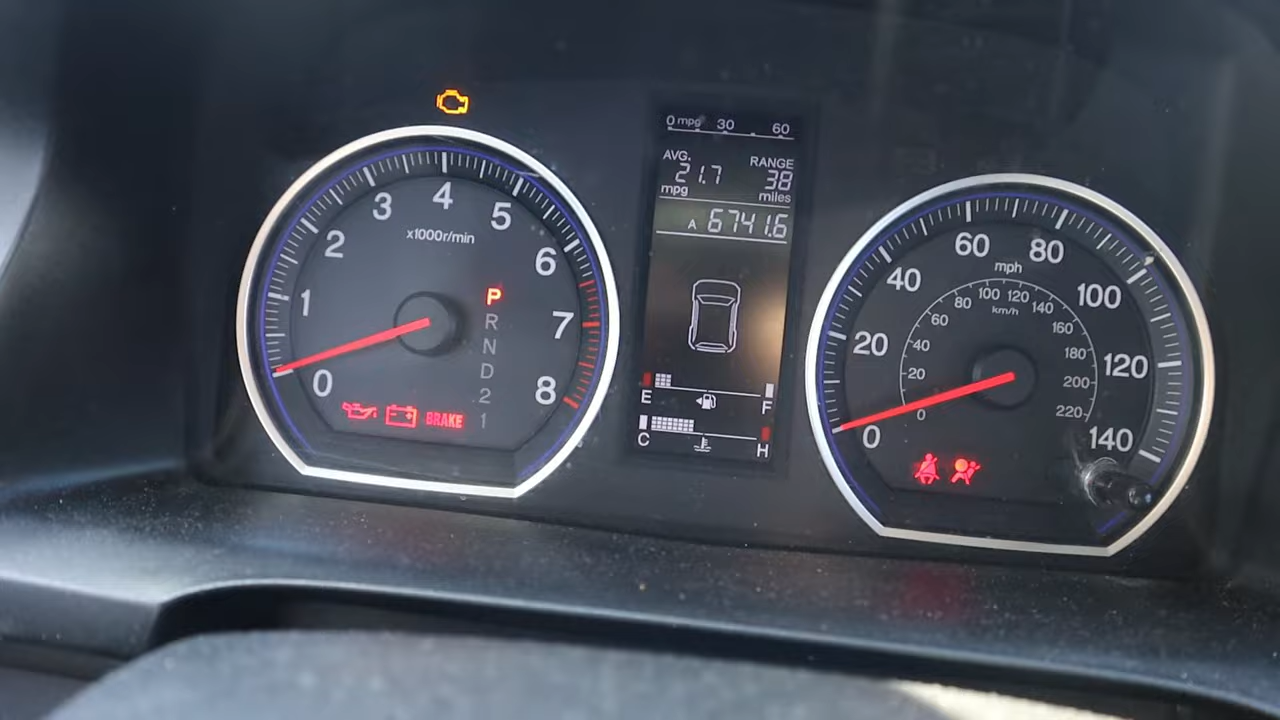 0 1 2 3 4 5 6 7 8
x1000r/min
P
R
N
D
2
1
BRAKE
0 mpg 30 60
AVG.
21.7
mpg
RANGE
38
miles
A 6741.6
E F
C H
0 20 40 60 80 100 120 140
mph
0 20 40 60 80 100 120 140 160 180 200 220
km/h